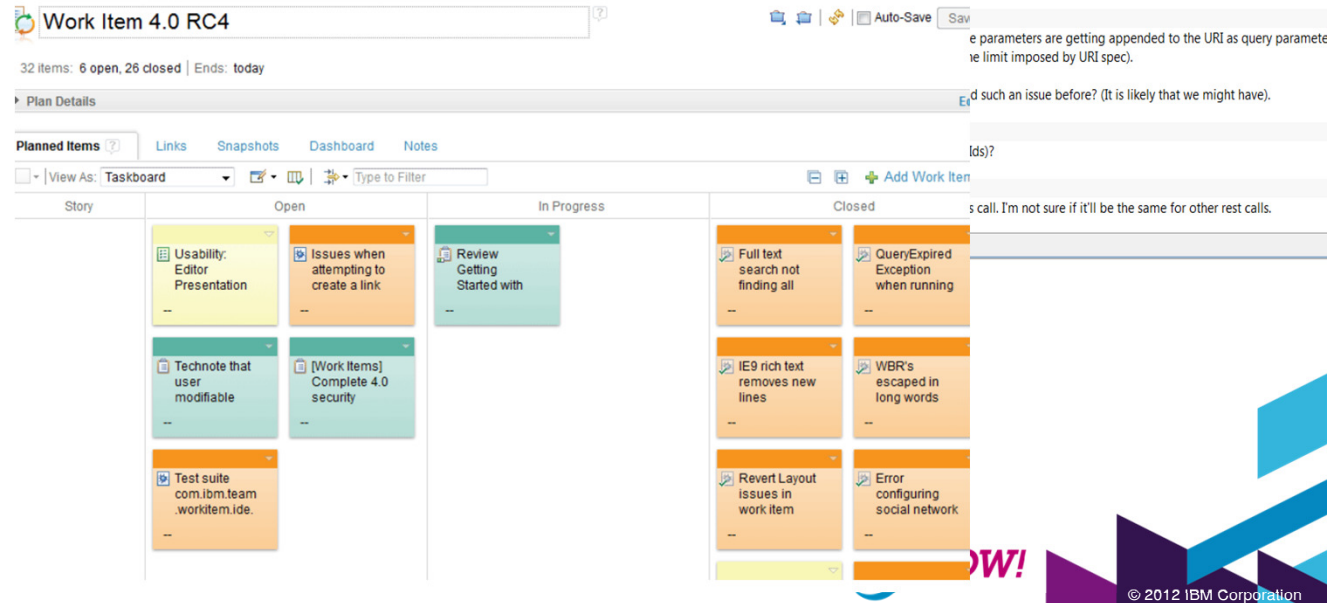 Work Item 4.0 RC4
Auto-Save
32 items: 6 open, 26 closed | Ends: today
Plan Details
Planned Items
Links
Snapshots
Dashboard
Notes
View As: Taskboard
Type to Filter
Add Work
Story
Open
In Progress
Closed
Usability:
Editor
Presentation
--
Issues when
attempting to
create a link
--
Review
Getting
Started with
--
Full text
search not
finding all
--
QueryExpired
Exception
when running
--
Technote that
user
modifiable
--
[Work Items]
Complete 4.0
security
--
IE9 rich text
removes new
lines
--
WBR's
escaped in
long words
--
Test suite
com.ibm.team
.workitem.ide.
--
Revert Layout
issues in
work item
--
Error
configuring
social network
--
parameters are getting appended to the URI as query
limit imposed by URI spec).
such an issue before? (It is likely that we might have).
call. I'm not sure if it'll be the same for other rest calls.
© 2012 IBM Corporation